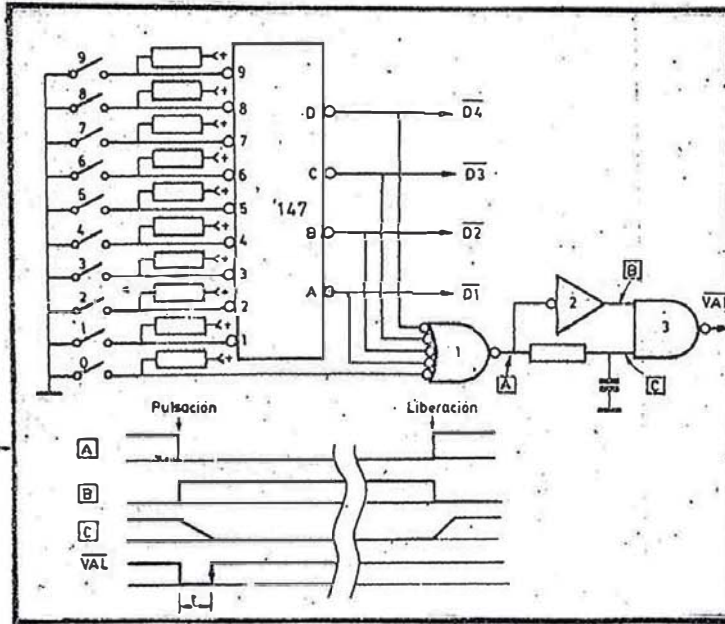 9
8
7
6
5
4
3
2
1
0
+
+
+
+
+
+
+
+
+
+
9
8
7
6
5
4
3
2
1
'147
D
C
B
A
D4
D3
D2
D1
1
2
3
A
B
C
VAL
Pulsación
Liberación
A
B
C
VAL
t